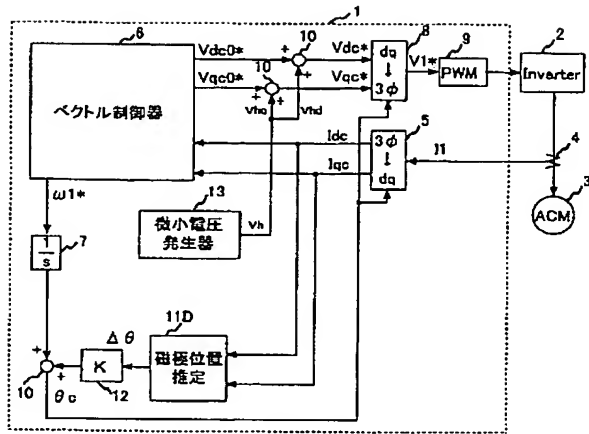 1
6
8
2
Vdc0*
10
Vdc*
dq
↓
3φ
9
V1*
PWM
Inverter
Vqc0*
10
Vqc*
+
+
+
+
Vhq
Vhd
ベクトル制御器
Idc
Iqc
3φ
↓
dq
5
I1
4
3
ACM
ω1*
13
微小電圧
発生器
Vh
1
s
7
11D
磁極位置
推定
Δθ
K
12
+
+
10
θc